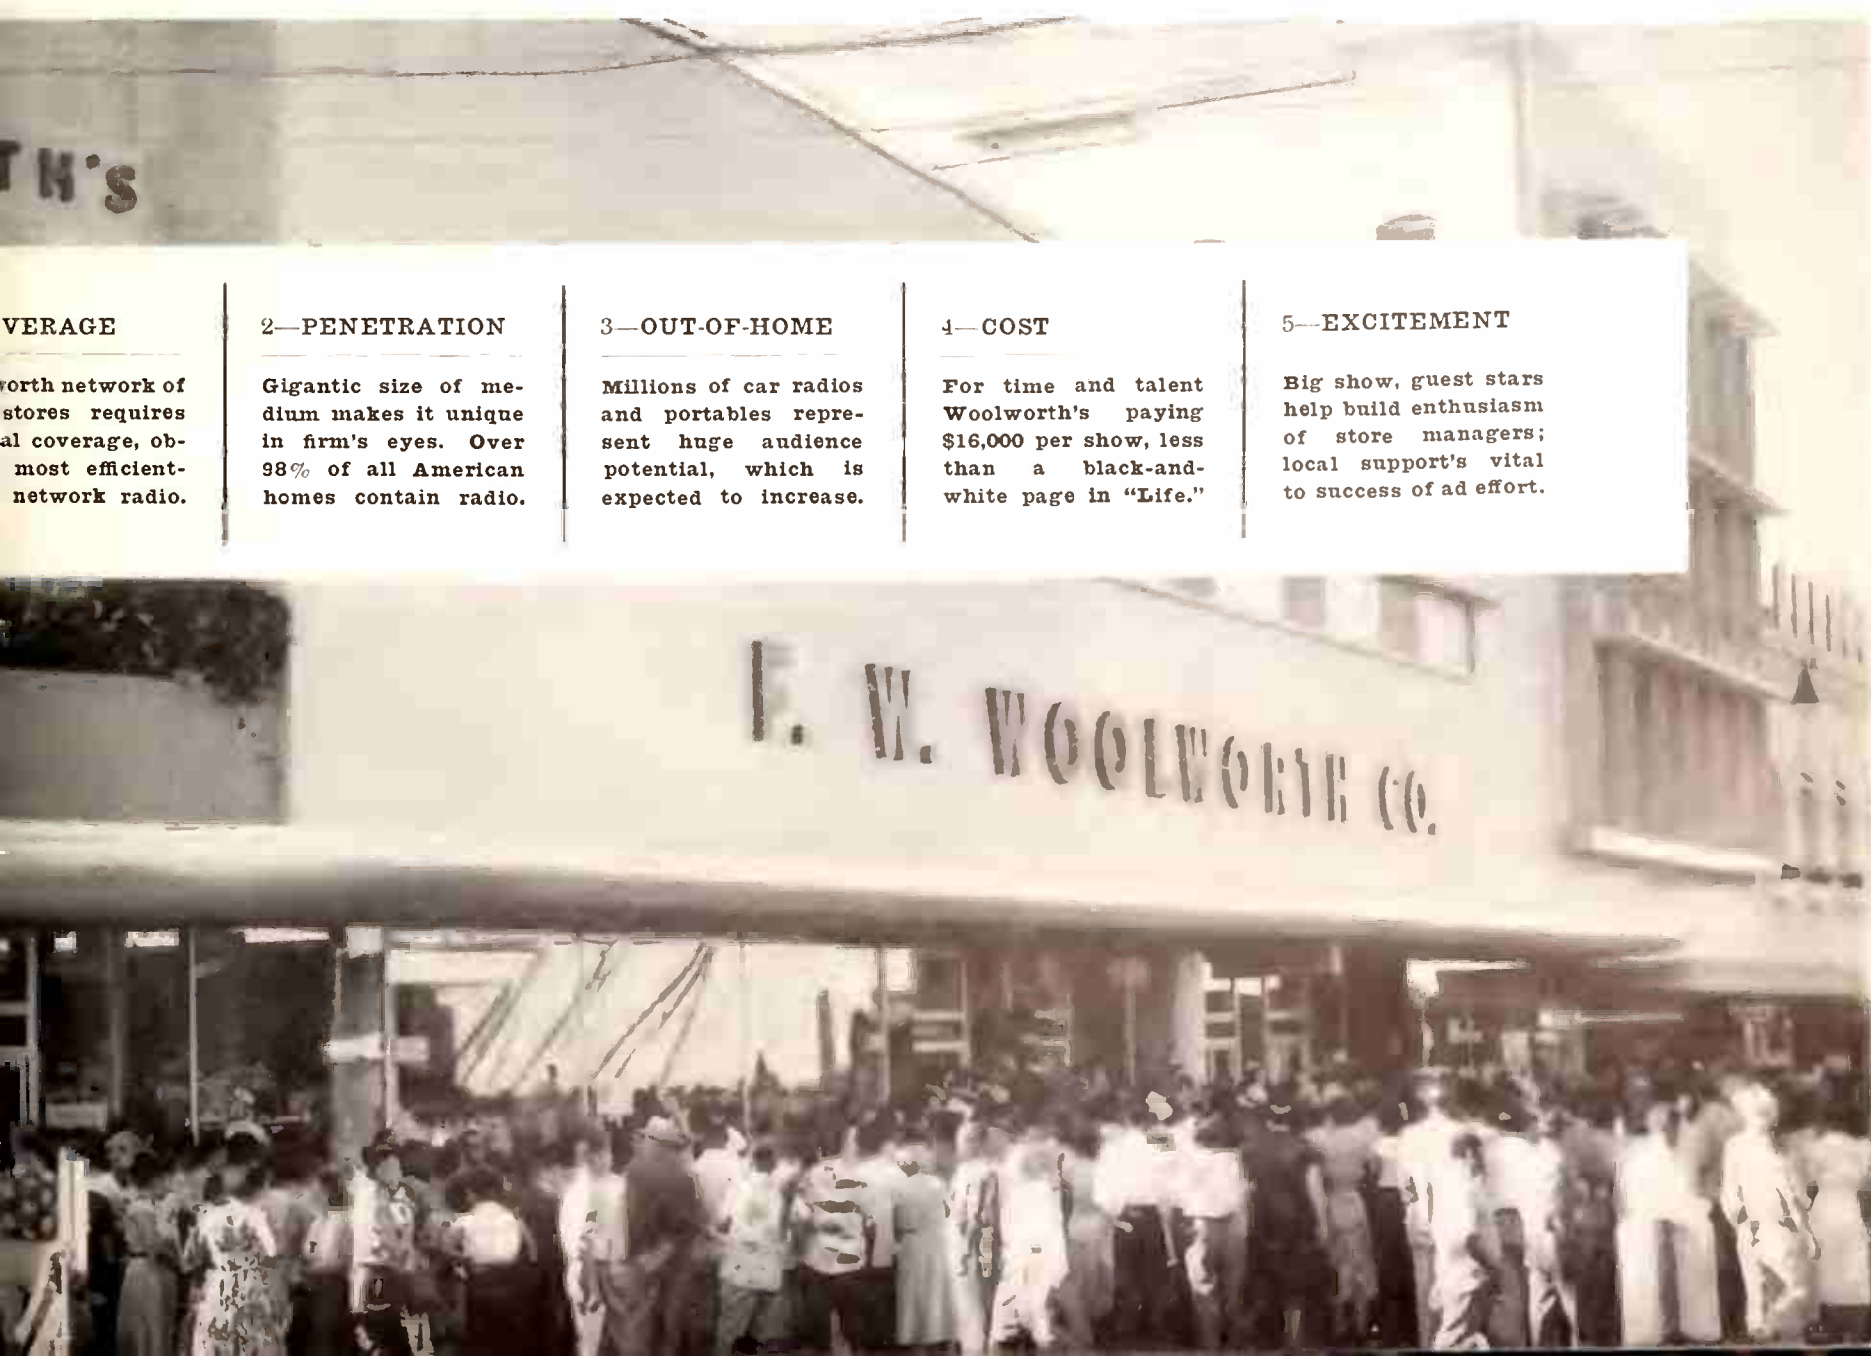 TH'S
VERAGE
orth network of
stores requires
al coverage, ob-
most efficient-
network radio.
2—PENETRATION
Gigantic size of me-
dium makes it unique
in firm's eyes. Over
98% of all American
homes contain radio.
3—OUT-OF-HOME
Millions of car radios
and portables repre-
sent huge audience
potential, which is
expected to increase.
4—COST
For time and talent
Woolworth's paying
$16,000 per show, less
than a black-and-
white page in “Life.”
5—EXCITEMENT
Big show, guest stars
help build enthusiasm
of store managers;
local support's vital
to success of ad effort.
F. W. WOOLWORTH CO.